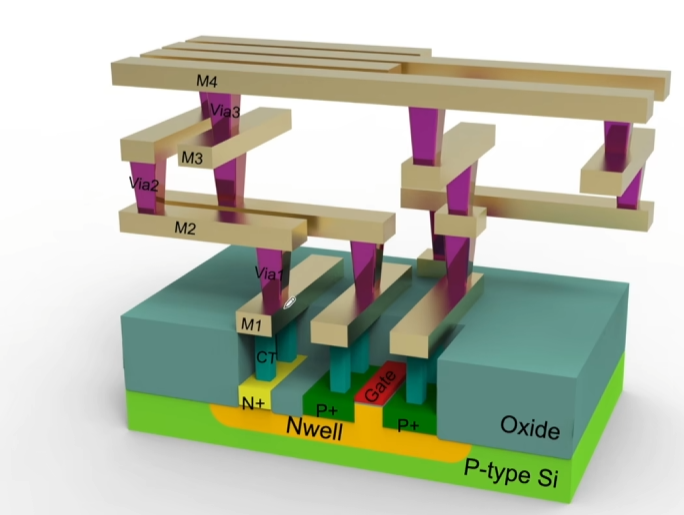 M4
Via3
M3
Via2
M2
Via1
M1
CT
Gate
N+
P+
P+
Nwell
Oxide
P-type Si